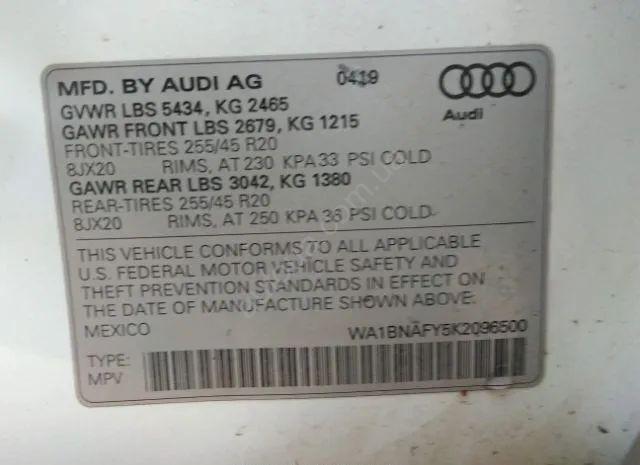 MFD. BY AUDI AG 0419
Audi
GVWR LBS 5434, KG 2465
GAWR FRONT LBS 2679, KG 1215
FRONT-TIRES 255/45 R20
8JX20 RIMS, AT 230 KPA 33 PSI COLD
GAWR REAR LBS 3042, KG 1380
REAR-TIRES 255/45 R20
8JX20 RIMS, AT 250 KPA 36 PSI COLD
THIS VEHICLE CONFORMS TO ALL APPLICABLE
U.S. FEDERAL MOTOR VEHICLE SAFETY AND
THEFT PREVENTION STANDARDS IN EFFECT ON
THE DATE OF MANUFACTURE SHOWN ABOVE.
MEXICO WA1BNAFY5K2096500
TYPE:
MPV